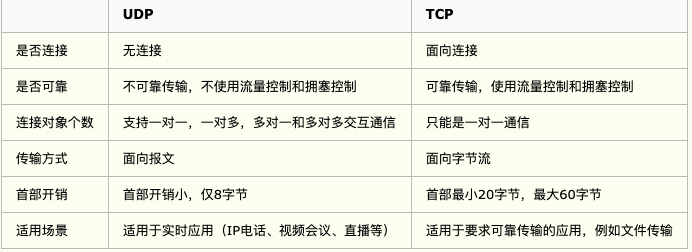 UDP TCP
是否连接 无连接 面向连接
是否可靠 不可靠传输，不使用流量控制和拥塞控制 可靠传输，使用流量控制和拥塞控制
连接对象个数 支持一对一，一对多，多对一和多对多交互通信 只能是一对一通信
传输方式 面向报文 面向字节流
首部开销 首部开销小，仅8字节 首部最小20字节，最大60字节
适用场景 适用于实时应用（IP电话、视频会议、直播等） 适用于要求可靠传输的应用，例如文件传输